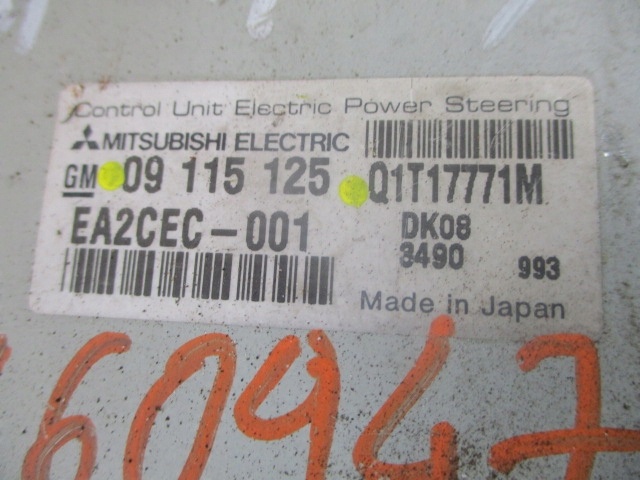 Control Unit Electric Power Steering
MITSUBISHI ELECTRIC
GM 09 115 125 Q1T17771M
EA2CEC-001 DK08
3490 993
Made in Japan
60947